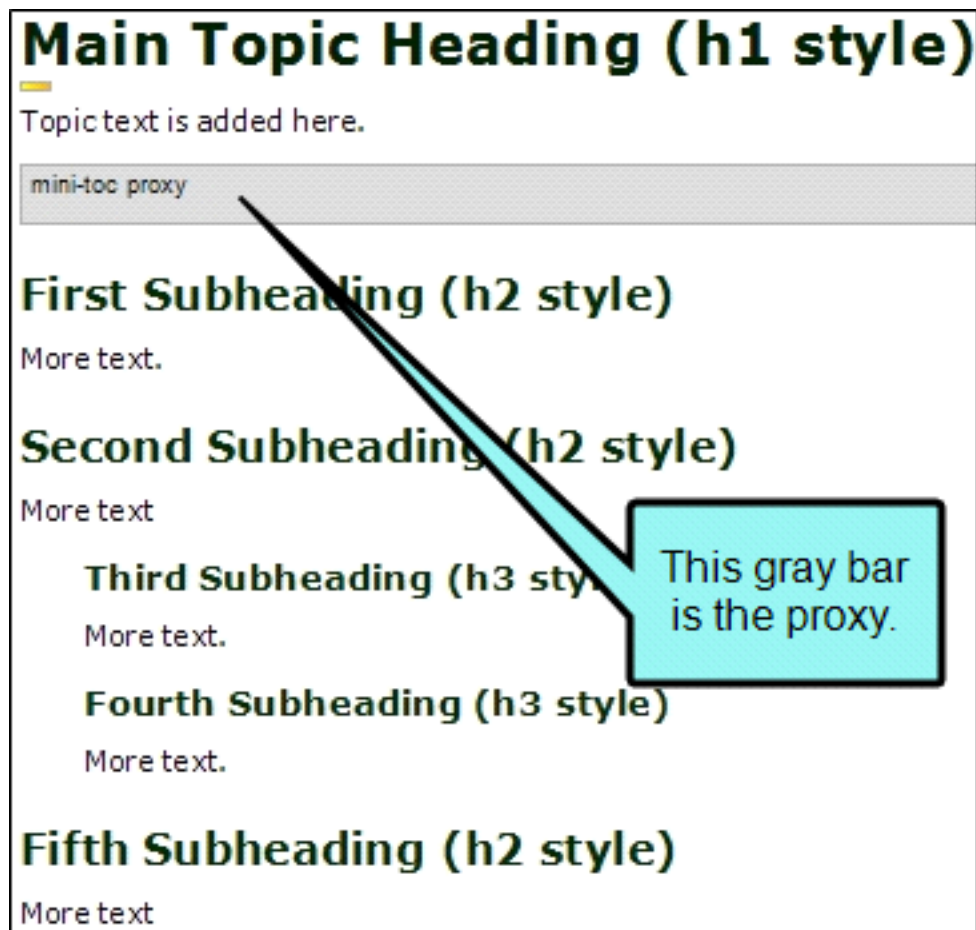 Main Topic Heading (h1 style)
Topic text is added here.
mini-toc proxy
First Subheading (h2 style)
More text.
Second Subheading (h2 style)
More text
Third Subheading (h3 sty
More text.
This gray bar
is the proxy.
Fourth Subheading (h3 style)
More text.
Fifth Subheading (h2 style)
More text